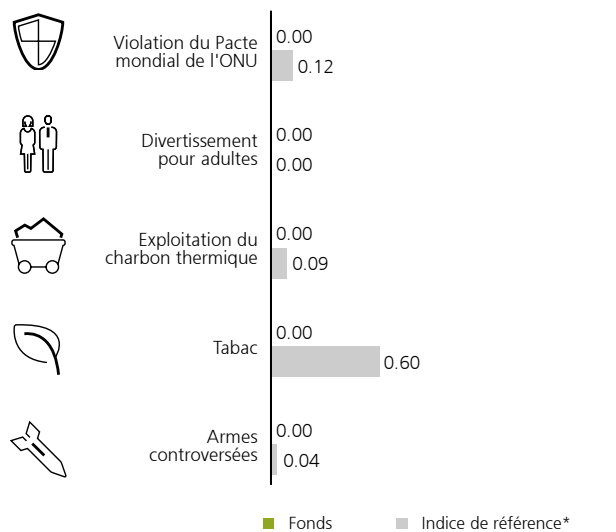 Violation du Pacte
mondial de l'ONU
0.00
0.12
Divertissement
pour adultes
0.00
0.00
Exploitation du
charbon thermique
0.00
0.09
Tabac
0.00
0.60
Armes
controversées
0.00
0.04
Fonds
Indice de référence*